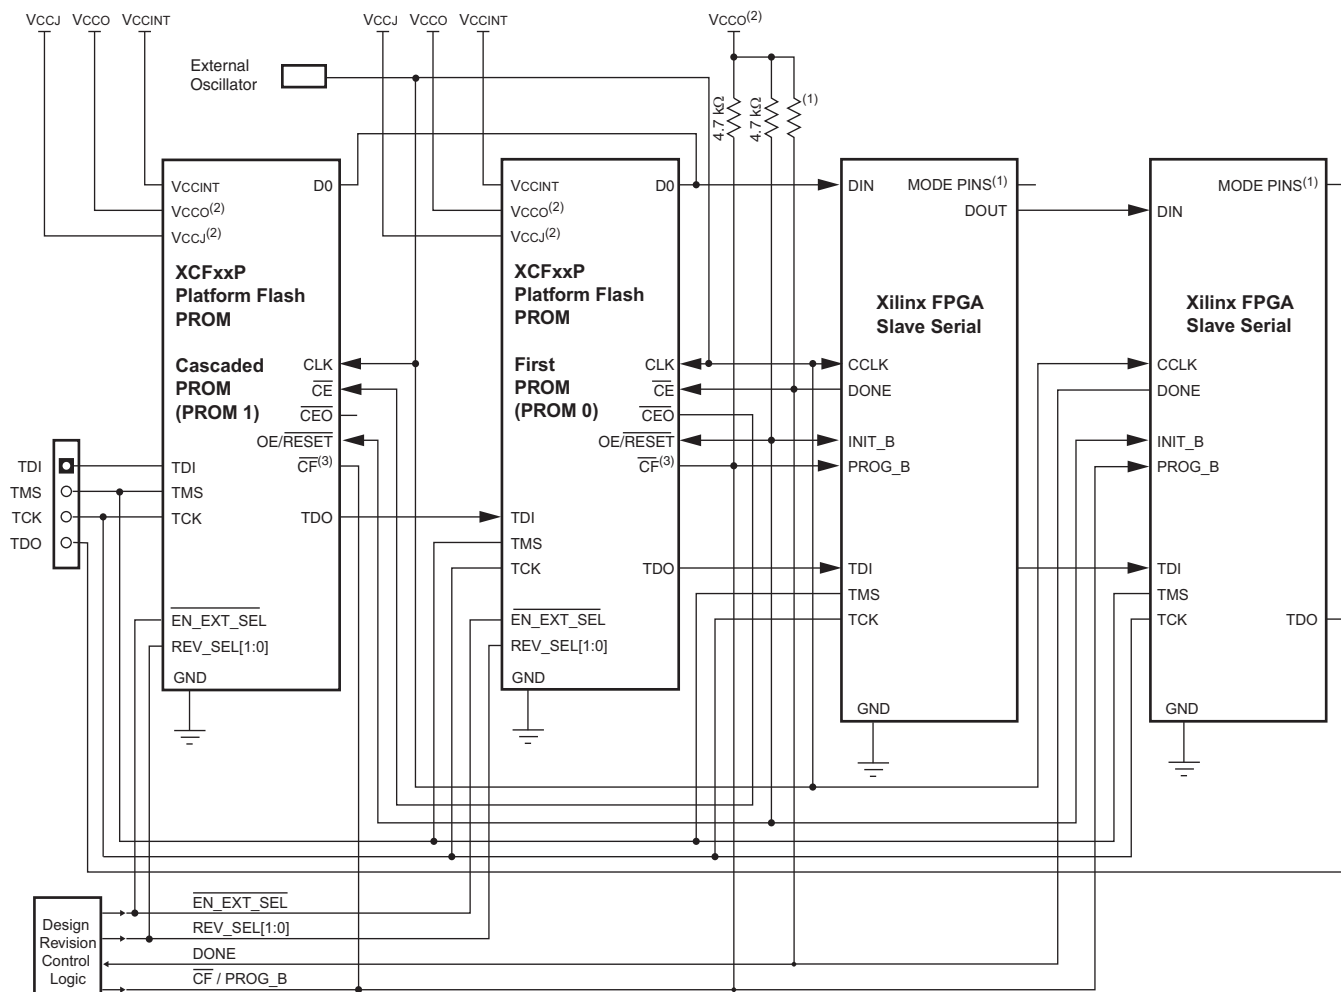 VCCJ VCCO VCCINT
VCCJ VCCO VCCINT
VCCO(2)
External
Oscillator
4.7 kΩ
4.7 kΩ
(1)
VCCINT
VCCO(2)
VCCJ(2)
D0
XCFxxP
Platform Flash
PROM
Cascaded
PROM
(PROM 1)
CLK
CE
CEO
OE/RESET
CF(3)
TDI
TMS
TCK
TDO
EN_EXT_SEL
REV_SEL[1:0]
GND
TDI
TMS
TCK
TDO
VCCINT
VCCO(2)
VCCJ(2)
D0
XCFxxP
Platform Flash
PROM
First
PROM
(PROM 0)
CLK
CE
CEO
OE/RESET
CF(3)
TDI
TMS
TCK
TDO
EN_EXT_SEL
REV_SEL[1:0]
GND
DIN
MODE PINS(1)
DOUT
Xilinx FPGA
Slave Serial
CCLK
DONE
INIT_B
PROG_B
TDI
TMS
TCK
GND
MODE PINS(1)
DIN
Xilinx FPGA
Slave Serial
CCLK
DONE
INIT_B
PROG_B
TDI
TMS
TCK
TDO
GND
Design
Revision
Control
Logic
EN_EXT_SEL
REV_SEL[1:0]
DONE
CF / PROG_B